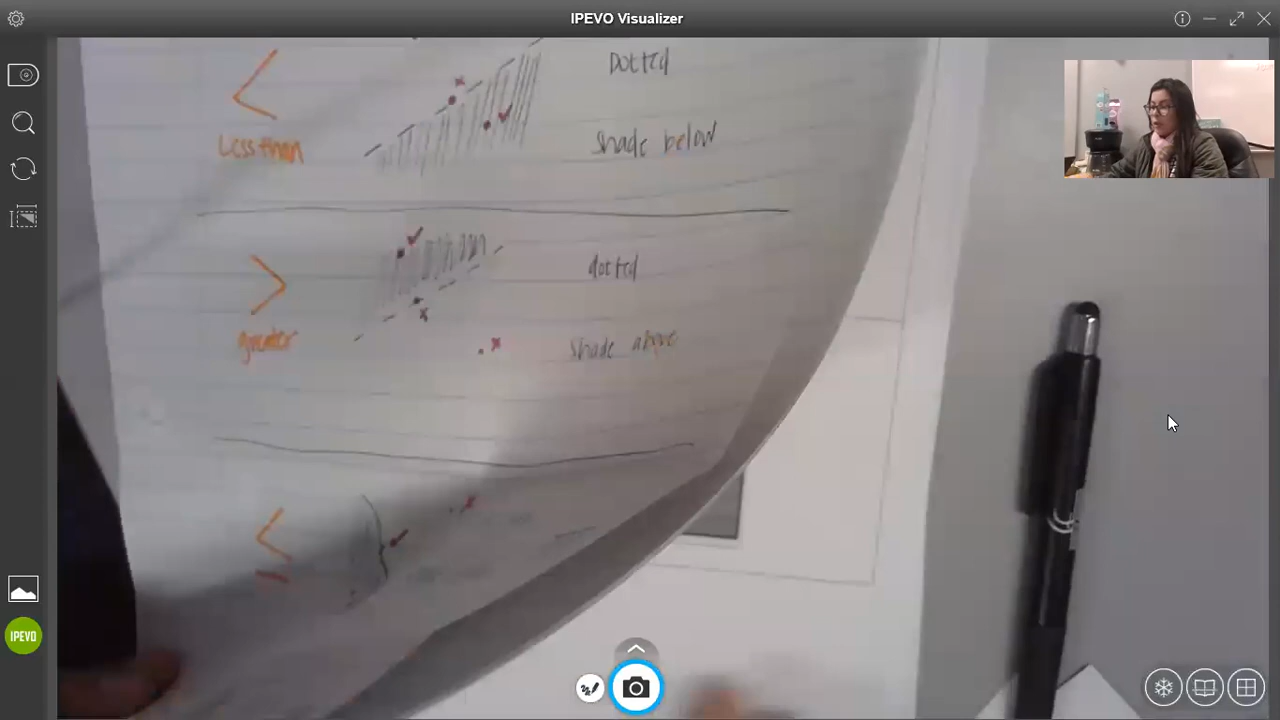 IPEVO Visualizer
<
Dotted
Less than
Shade below
>
dotted
greater
Shade above
≤
IPEVO